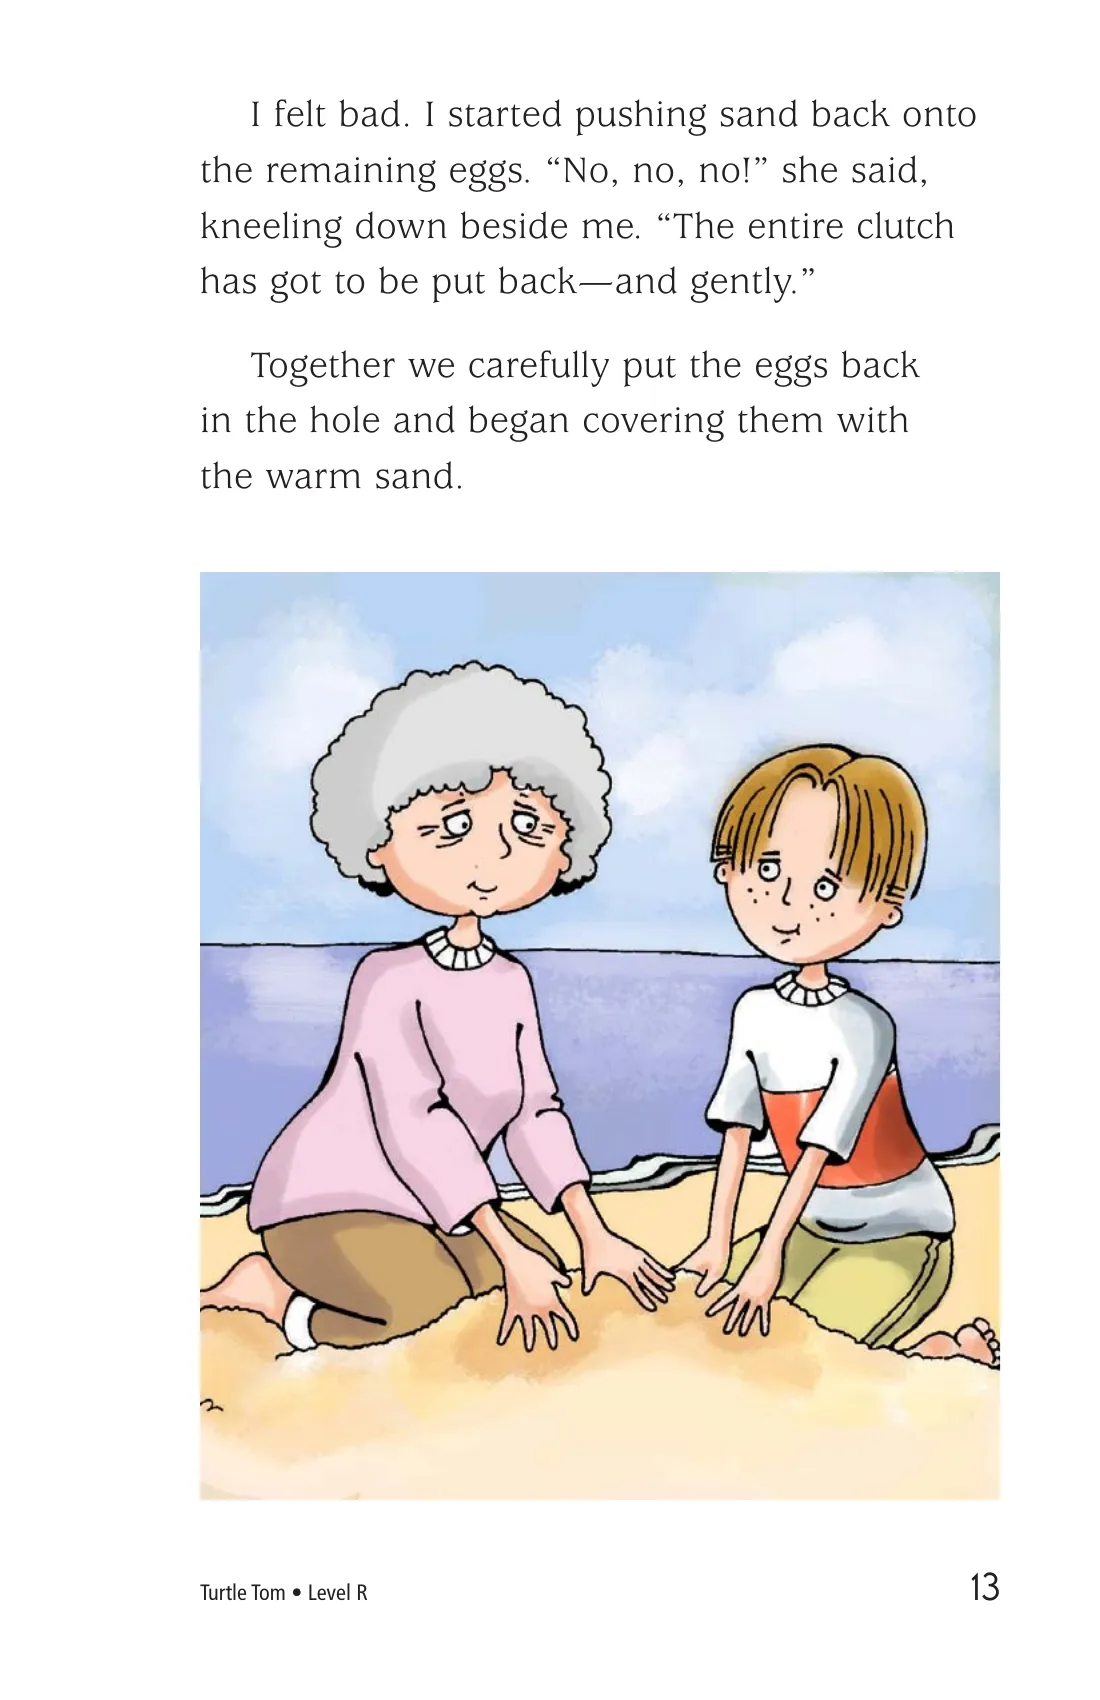 I felt bad. I started pushing sand back onto
the remaining eggs. “No, no, no!” she said,
kneeling down beside me. “The entire clutch
has got to be put back—and gently.”
Together we carefully put the eggs back
in the hole and began covering them with
the warm sand.
Turtle Tom • Level R
13